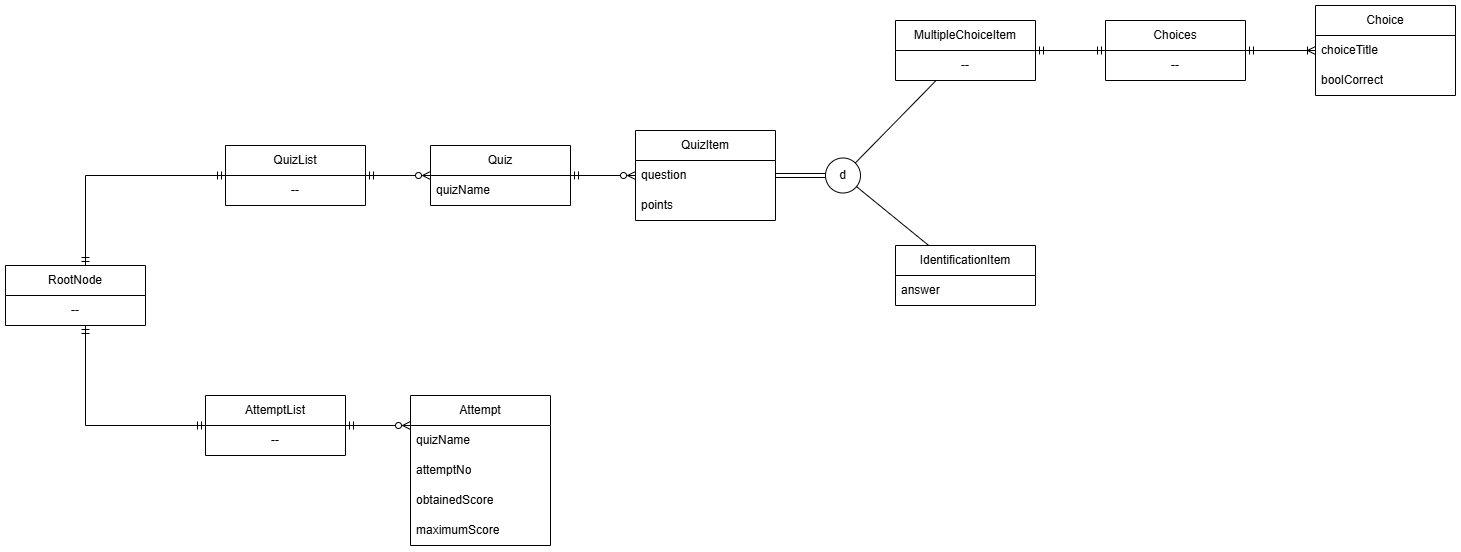 Choice
choiceTitle
boolCorrect
MultipleChoiceItem
--
Choices
--
QuizItem
question
points
d
QuizList
--
Quiz
quizName
IdentificationItem
answer
RootNode
--
AttemptList
--
Attempt
quizName
attemptNo
obtainedScore
maximumScore